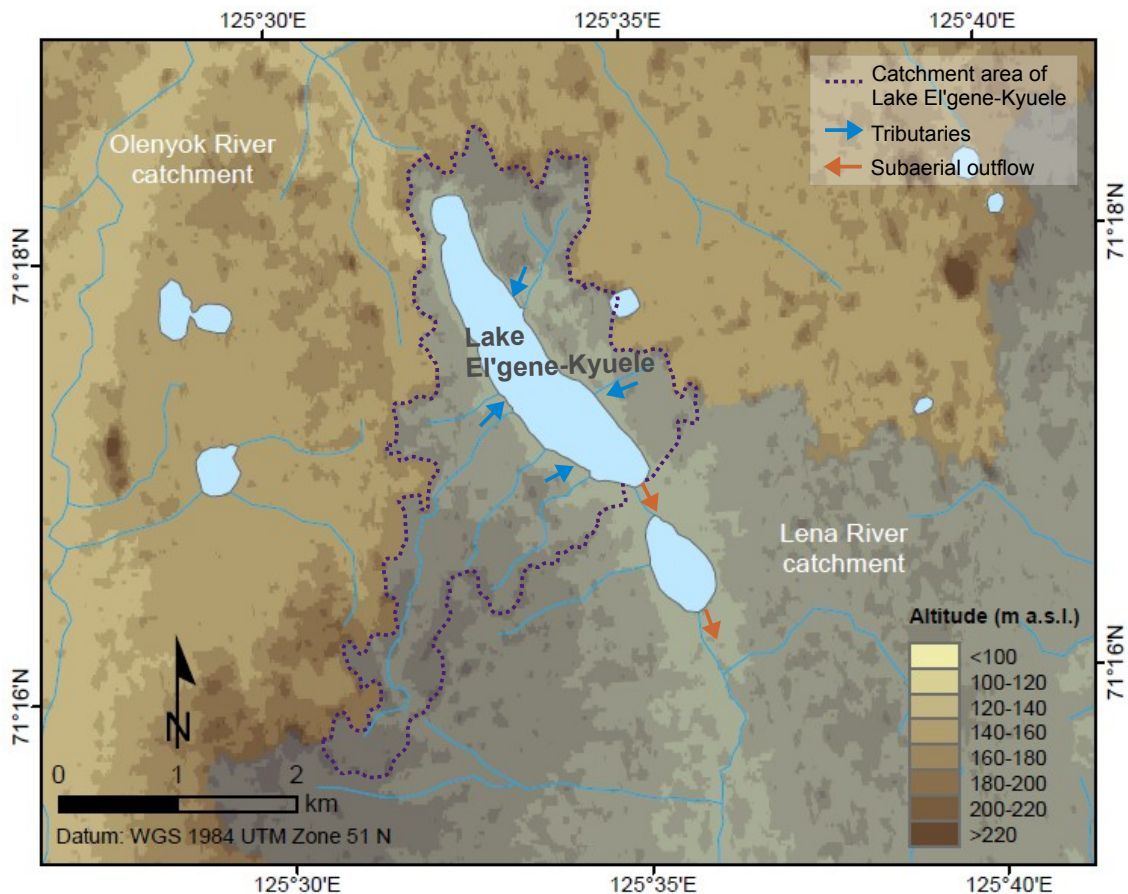 125°30'E
125°35'E
125°40'E
Catchment area of
Lake El'gene-Kyuele
Tributaries
Subaerial outflow
Olenyok River
catchment
71°18'N
71°18'N
Lake
El'gene-Kyuele
Lena River
catchment
Altitude (m a.s.l.)
<100
100-120
120-140
140-160
160-180
180-200
200-220
>220
71°16'N
71°16'N
N
0 1 2
km
Datum: WGS 1984 UTM Zone 51 N
125°30'E
125°35'E
125°40'E